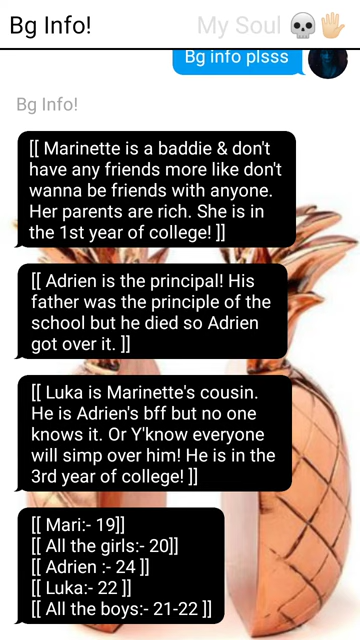 Bg Info! My Soul 💀🖐🏻
Bg info plsss
Bg Info!
[[ Marinette is a baddie & don't
have any friends more like don't
wanna be friends with anyone.
Her parents are rich. She is in
the 1st year of college! ]]
[[ Adrien is the principal! His
father was the principle of the
school but he died so Adrien
got over it. ]]
[[ Luka is Marinette's cousin.
He is Adrien's bff but no one
knows it. Or Y'know everyone
will simp over him! He is in the
3rd year of college! ]]
[[ Mari:- 19]]
[[ All the girls:- 20]]
[[ Adrien :- 24 ]]
[[ Luka:- 22 ]]
[[ All the boys:- 21-22 ]]